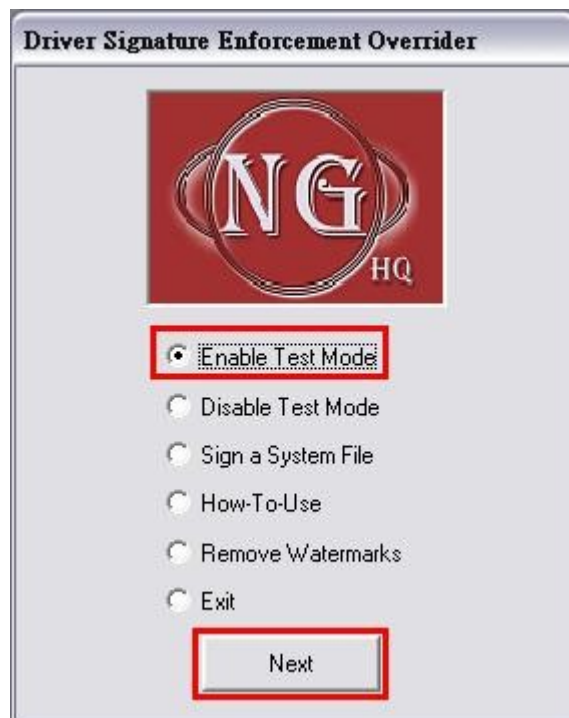 Driver Signature Enforcement Overrider
NG
HQ
Enable Test Mode
Disable Test Mode
Sign a System File
How-To-Use
Remove Watermarks
Exit
Next